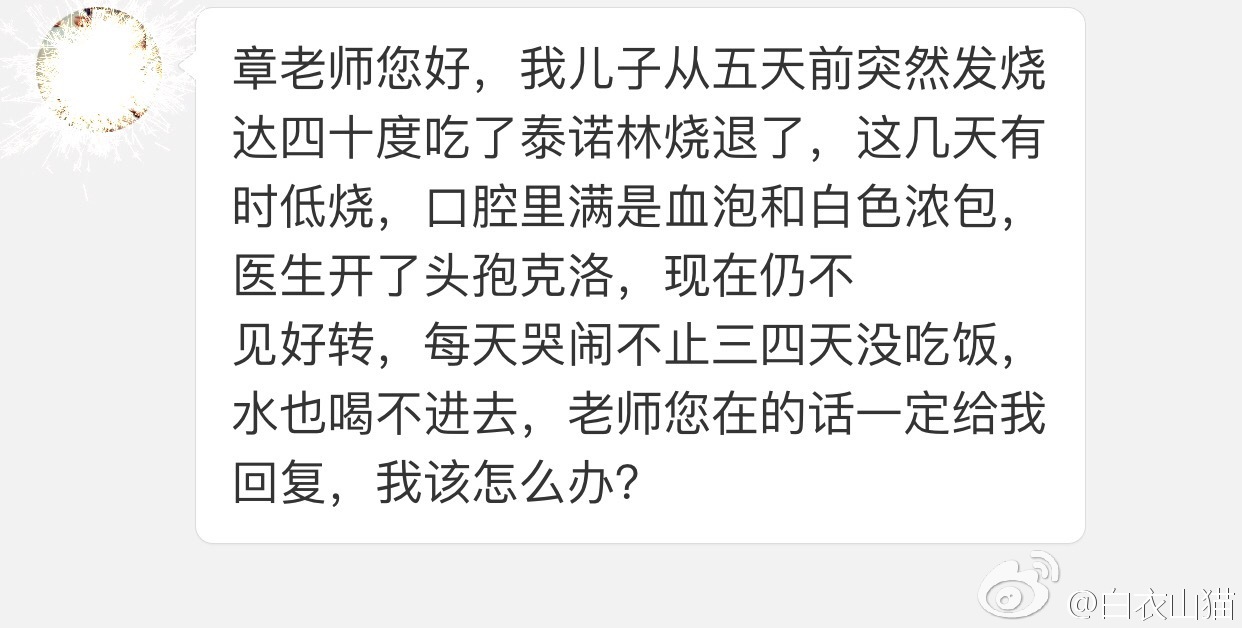 章老师您好，我儿子从五天前突然发烧
达四十度吃了泰诺林烧退了，这几天有
时低烧，口腔里满是血泡和白色浓包，
医生开了头孢克洛，现在仍不
见好转，每天哭闹不止三四天没吃饭，
水也喝不进去，老师您在的话一定给我
回复，我该怎么办？
@白衣山猫